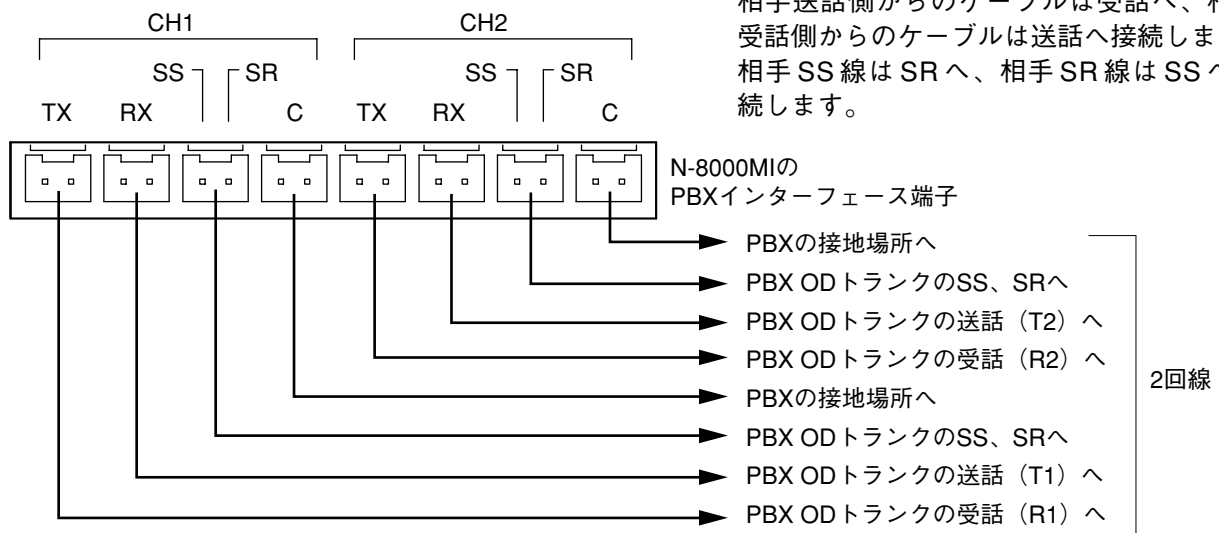 相手送話側からのケーブルは受話へ、相
受話側からのケーブルは送話へ接続しま
相手SS線はSRへ、相手SR線はSSへ
続します。
CH1 CH2
SS SR SS SR
TX RX C TX RX C
N-8000MIの
PBXインターフェース端子
PBXの接地場所へ
PBX ODトランクのSS、SRへ
PBX ODトランクの送話（T2）へ
PBX ODトランクの受話（R2）へ
PBXの接地場所へ
PBX ODトランクのSS、SRへ
PBX ODトランクの送話（T1）へ
PBX ODトランクの受話（R1）へ
2回線